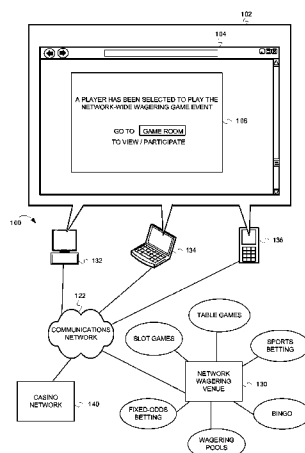 102
104
A PLAYER HAS BEEN SELECTED TO PLAY THE
NETWORK-WIDE WAGERING GAME EVENT
GO TO GAME ROOM
TO VIEW / PARTICIPATE
106
100
132
134
136
122
COMMUNICATIONS
NETWORK
CASINO
NETWORK
140
TABLE GAMES
SLOT GAMES
SPORTS
BETTING
NETWORK
WAGERING
VENUE
130
FIXED-ODDS
BETTING
BINGO
WAGERING
POOLS